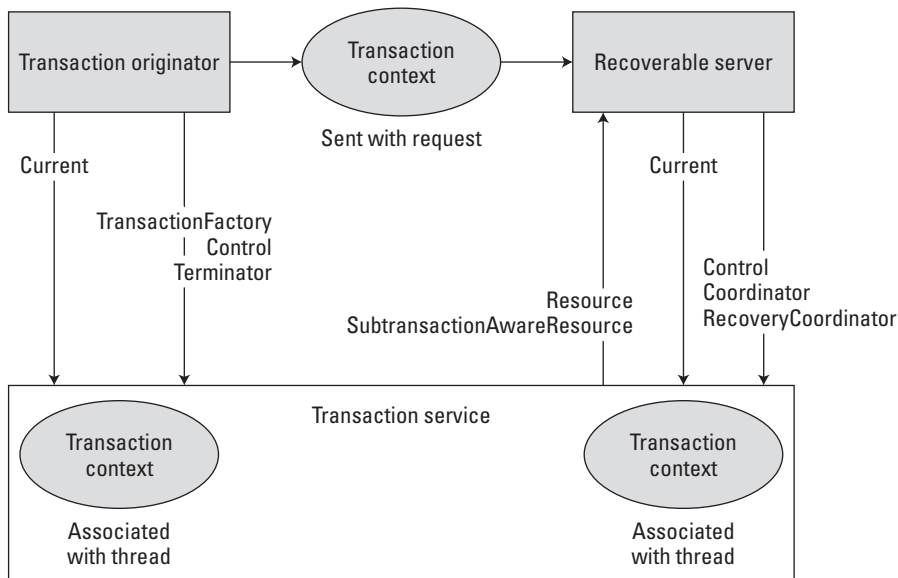 Transaction originator
Transaction
context
Recoverable server
Sent with request
Current
TransactionFactory
Control
Terminator
Current
Control
Coordinator
RecoveryCoordinator
Resource
SubtransactionAwareResource
Transaction service
Transaction
context
Associated
with thread
Transaction
context
Associated
with thread